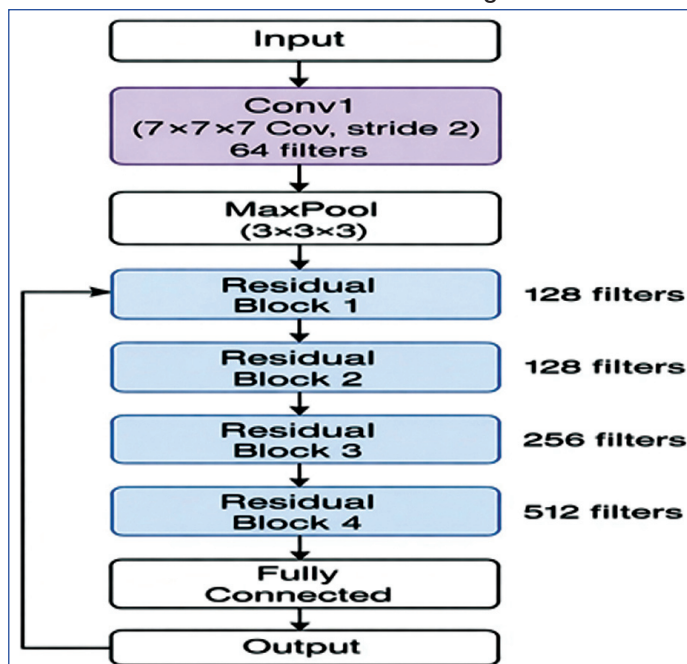 Input
Conv1
(7×7×7 Cov, stride 2)
64 filters
MaxPool
(3×3×3)
Residual
Block 1
128 filters
Residual
Block 2
128 filters
Residual
Block 3
256 filters
Residual
Block 4
512 filters
Fully
Connected
Output